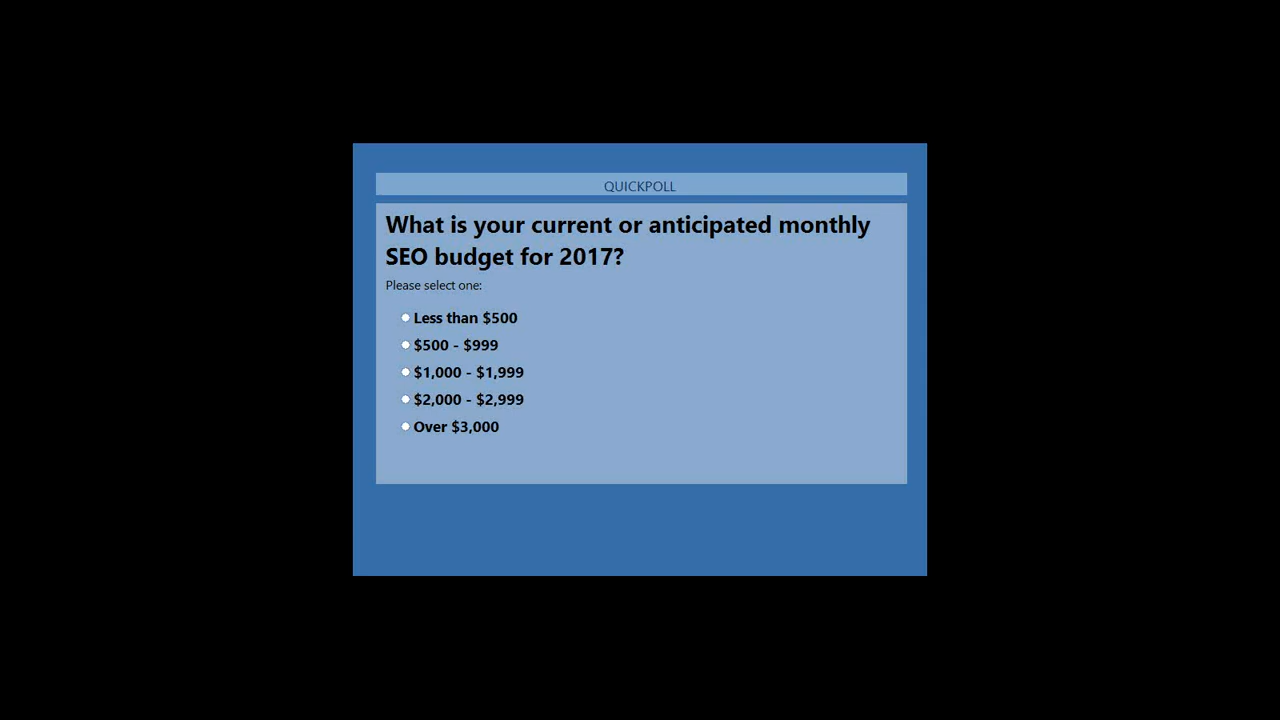 QUICKPOLL
What is your current or anticipated monthly
SEO budget for 2017?
Please select one:
Less than $500
$500 - $999
$1,000 - $1,999
$2,000 - $2,999
Over $3,000